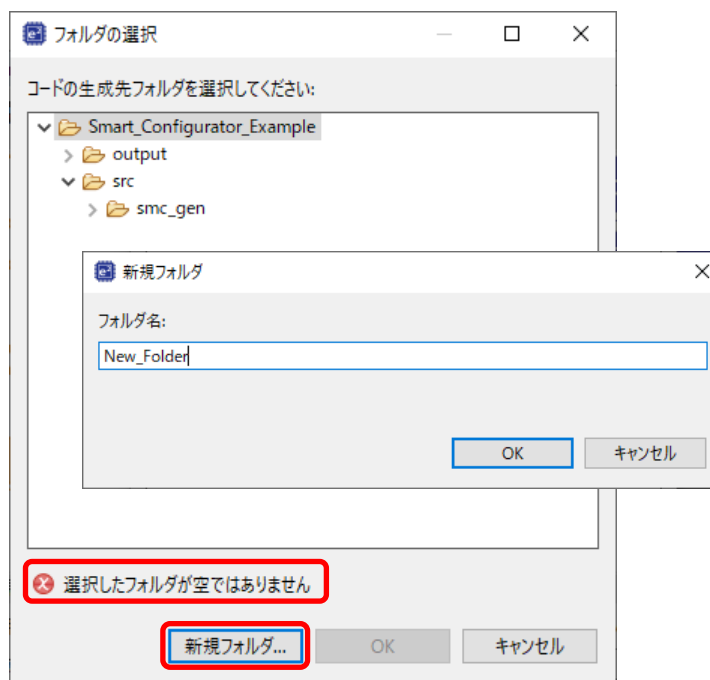 フォルダの選択
コードの生成先フォルダを選択してください:
Smart_Configurator_Example
output
src
smc_gen
新規フォルダ
フォルダ名:
New_Folder
OK
キャンセル
選択したフォルダが空ではありません
新規フォルダ...
OK
キャンセル